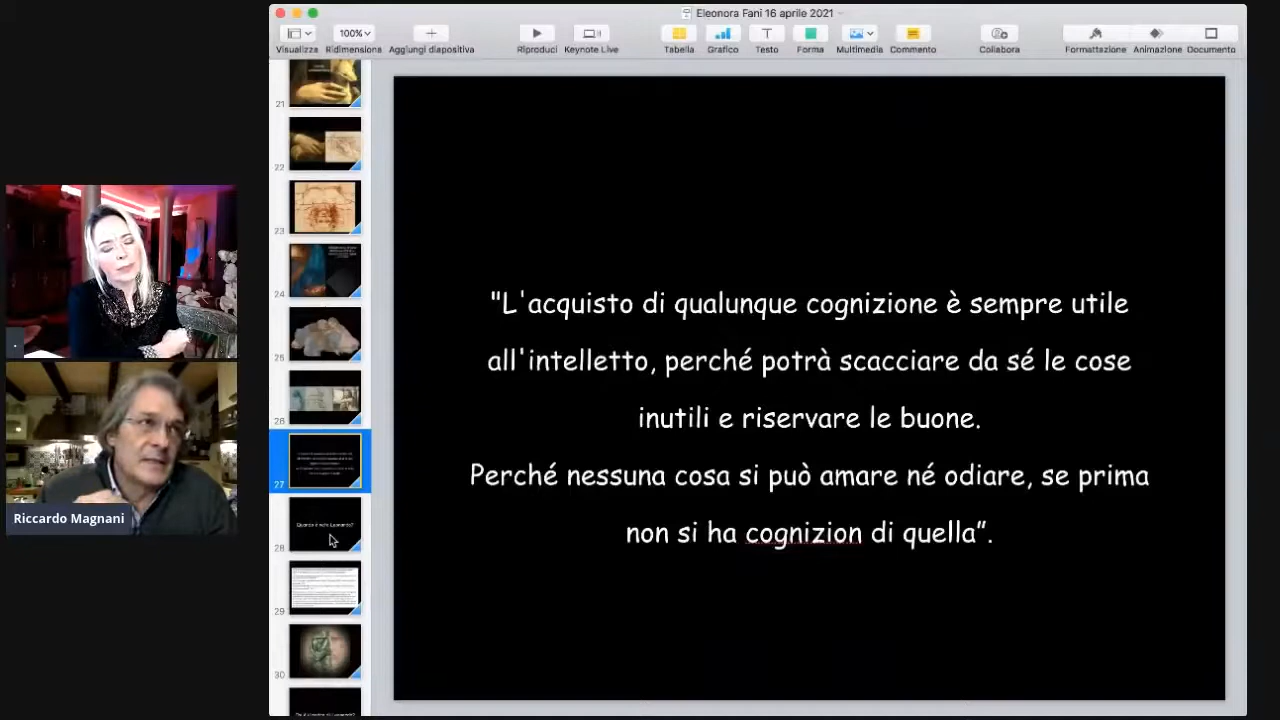 Eleonora Fani 16 aprile 2021
100%
Visualizza
Ridimensiona
Aggiungi diapositiva
Riproduci
Keynote Live
Tabella
Grafico
Testo
Forma
Multimedia
Commento
Collabora
Formattazione
Animazione
Documento
21
22
23
24
25
26
27
28
29
30
Quando è nato Leonardo?
"L'acquisto di qualunque cognizione è sempre utile
all'intelletto, perché potrà scacciare da sé le cose
inutili e riservare le buone.
Perché nessuna cosa si può amare né odiare, se prima
non si ha cognizion di quella”.
.
Riccardo Magnani